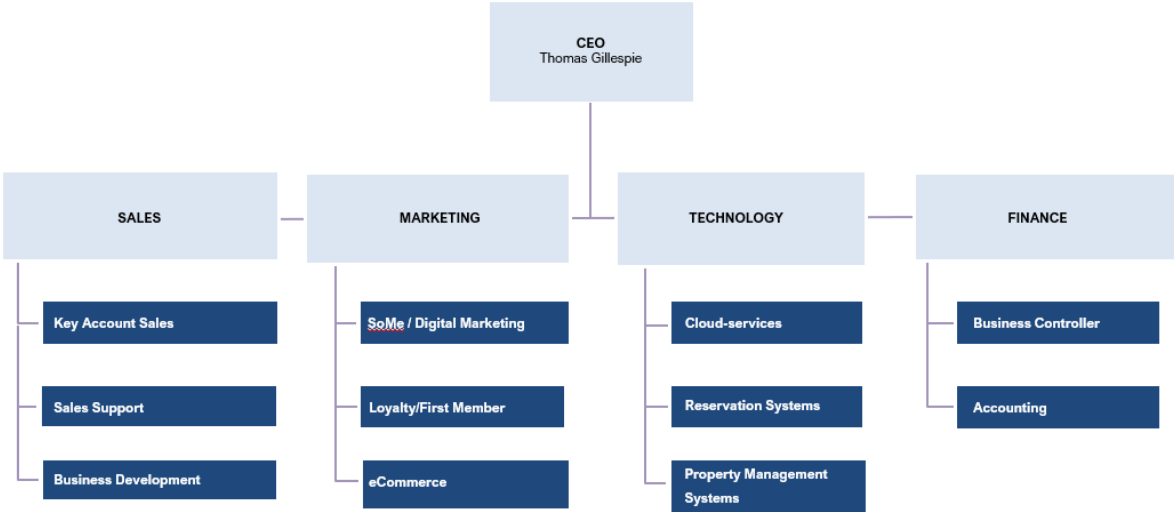 CEO
Thomas Gillespie
SALES
MARKETING
TECHNOLOGY
FINANCE
Key Account Sales
SoMe / Digital Marketing
Cloud-services
Business Controller
Sales Support
Loyalty/First Member
Reservation Systems
Accounting
Business Development
eCommerce
Property Management
Systems